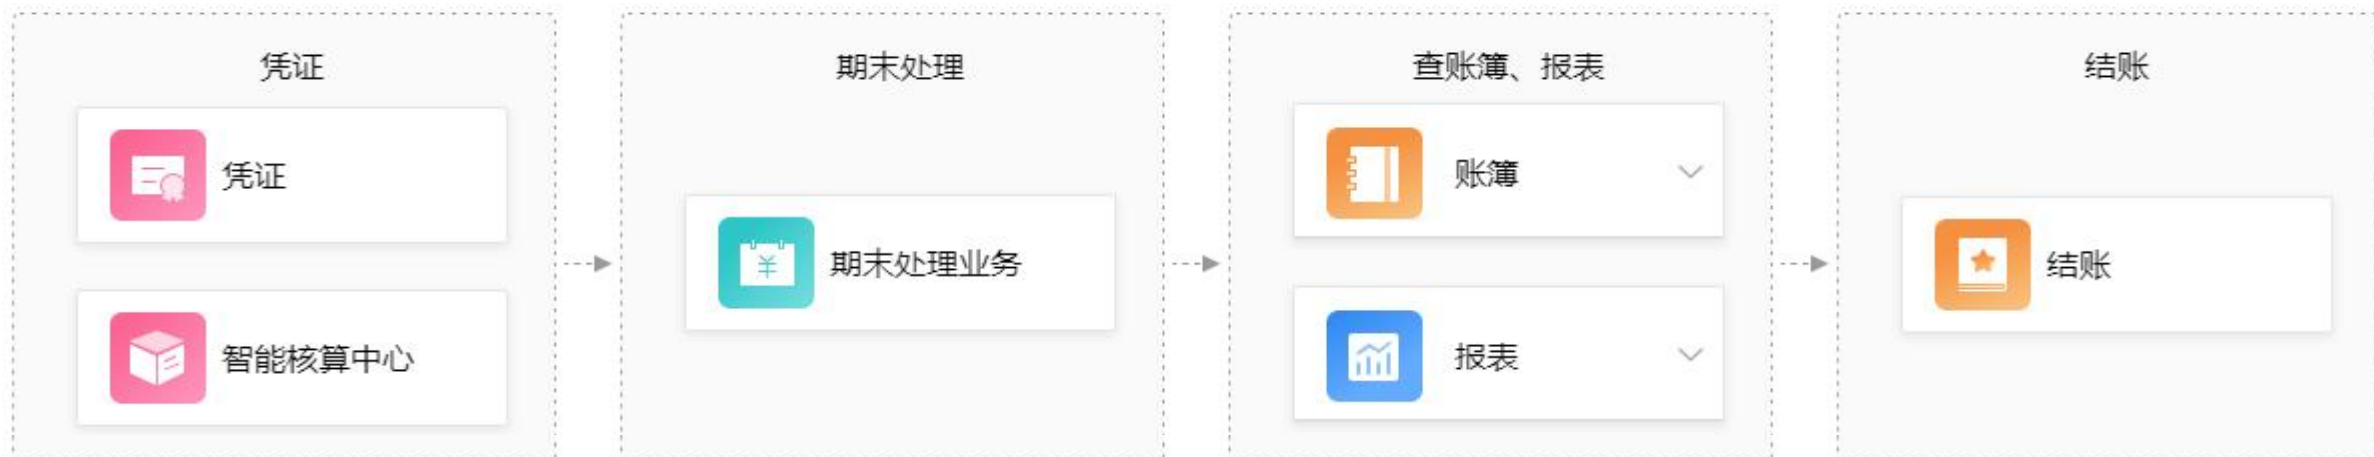 凭证
凭证
智能核算中心
期末处理
期末处理业务
查账簿、报表
账簿
报表
结账
结账